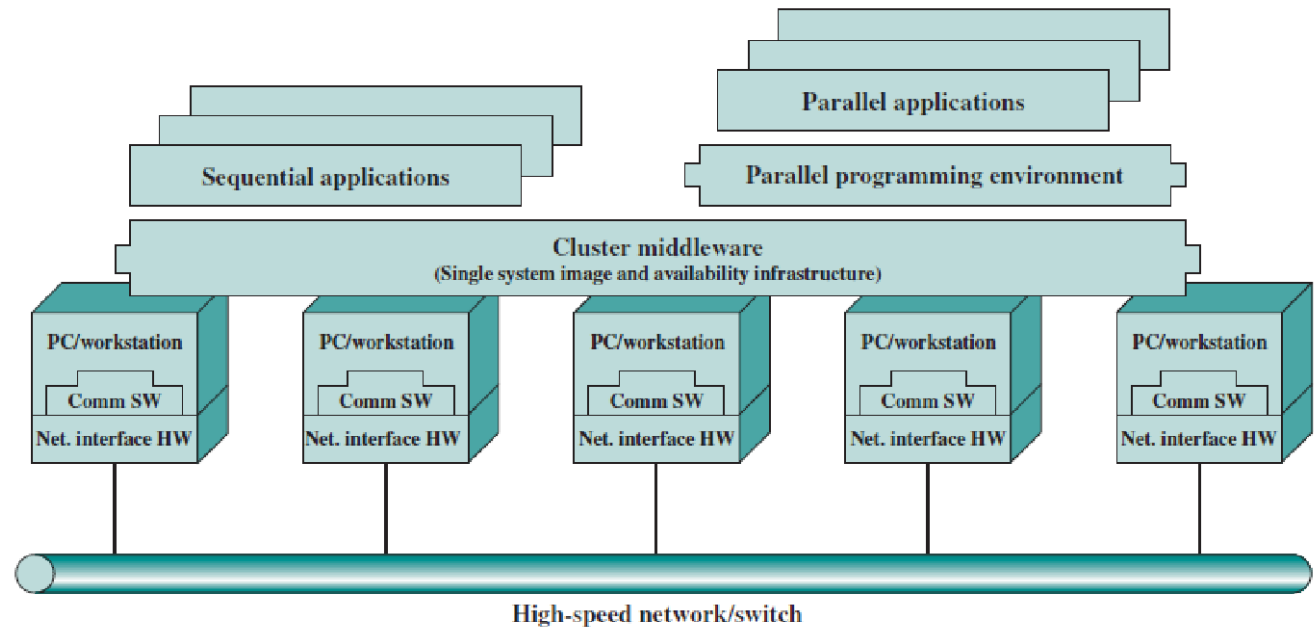 Parallel applications
Sequential applications
Parallel programming environment
Cluster middleware
(Single system image and availability infrastructure)
PC/workstation
Comm SW
Net. interface HW
PC/workstation
Comm SW
Net. interface HW
PC/workstation
Comm SW
Net. interface HW
PC/workstation
Comm SW
Net. interface HW
PC/workstation
Comm SW
Net. interface HW
High-speed network/switch